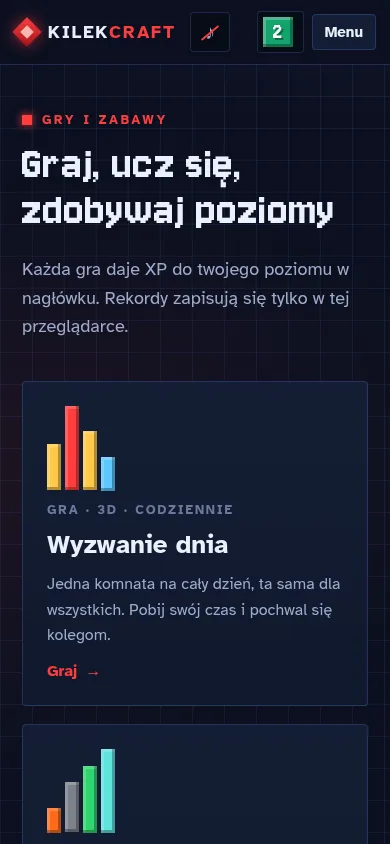 KILEKCRAFT
2
Menu
GRY I ZABAWY
Graj, ucz się,
zdobywaj poziomy
Każda gra daje XP do twojego poziomu w
nagłówku. Rekordy zapisują się tylko w tej
przeglądarce.
GRA · 3D · CODZIENNIE
Wyzwanie dnia
Jedna komnata na cały dzień, ta sama dla
wszystkich. Pobij swój czas i pochwal się
kolegom.
Graj →